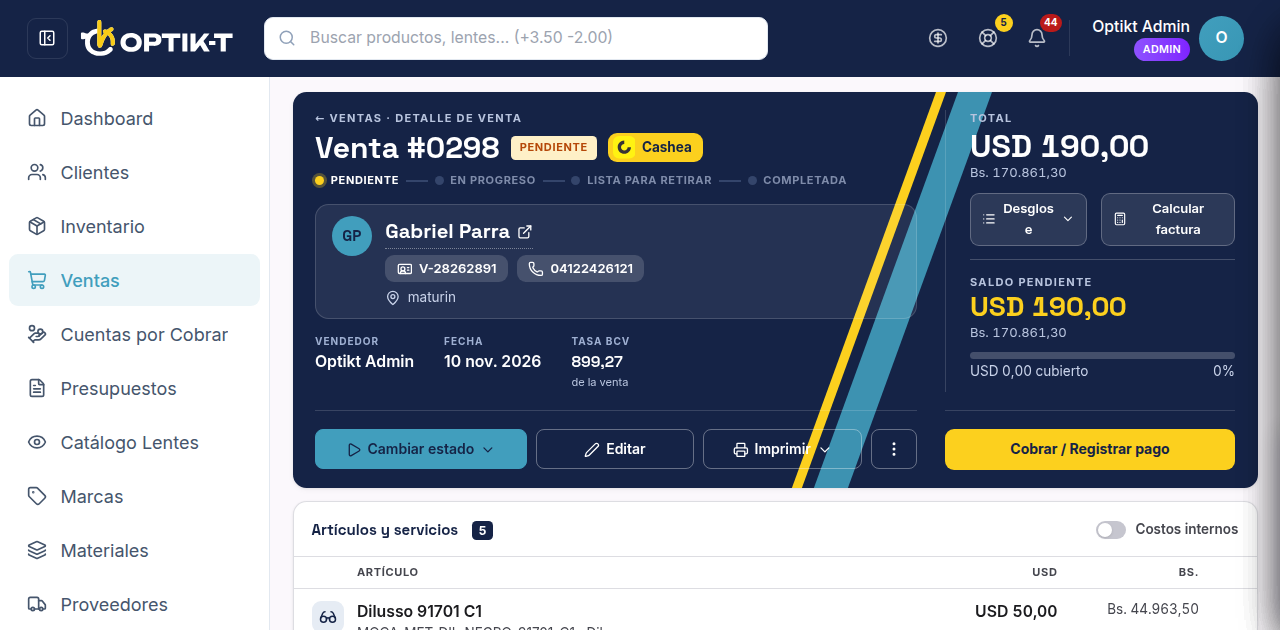 OPTIK-T
Buscar productos, lentes... (+3.50 -2.00)
5
44
Optikt Admin
ADMIN
O
Dashboard
Clientes
Inventario
Ventas
Cuentas por Cobrar
Presupuestos
Catálogo Lentes
Marcas
Materiales
Proveedores
← VENTAS · DETALLE DE VENTA
Venta #0298 PENDIENTE Cashea
PENDIENTE EN PROGRESO LISTA PARA RETIRAR COMPLETADA
GP
Gabriel Parra
V-28262891 04122426121
maturin
VENDEDOR FECHA TASA BCV
Optikt Admin 10 nov. 2026 899,27
de la venta
Cambiar estado Editar Imprimir
TOTAL
USD 190,00
Bs. 170.861,30
Desglos
e
Calcular
factura
SALDO PENDIENTE
USD 190,00
Bs. 170.861,30
USD 0,00 cubierto 0%
Cobrar / Registrar pago
Artículos y servicios 5 Costos internos
ARTÍCULO USD BS.
Dilusso 91701 C1 USD 50,00 Bs. 44.963,50